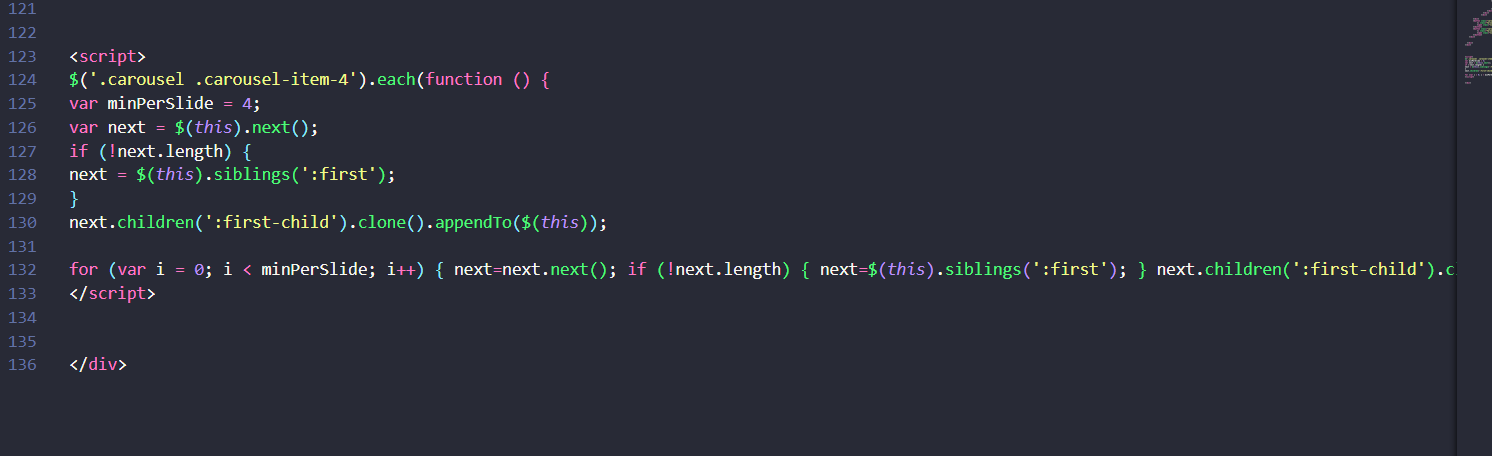 121
122
123 <script>
124 $('.carousel .carousel-item-4').each(function () {
125 var minPerSlide = 4;
126 var next = $(this).next();
127 if (!next.length) {
128 next = $(this).siblings(':first');
129 }
130 next.children(':first-child').clone().appendTo($(this));
131
132 for (var i = 0; i < minPerSlide; i++) { next=next.next(); if (!next.length) { next=$(this).siblings(':first'); } next.children(':first-child').c
133 </script>
134
135
136 </div>